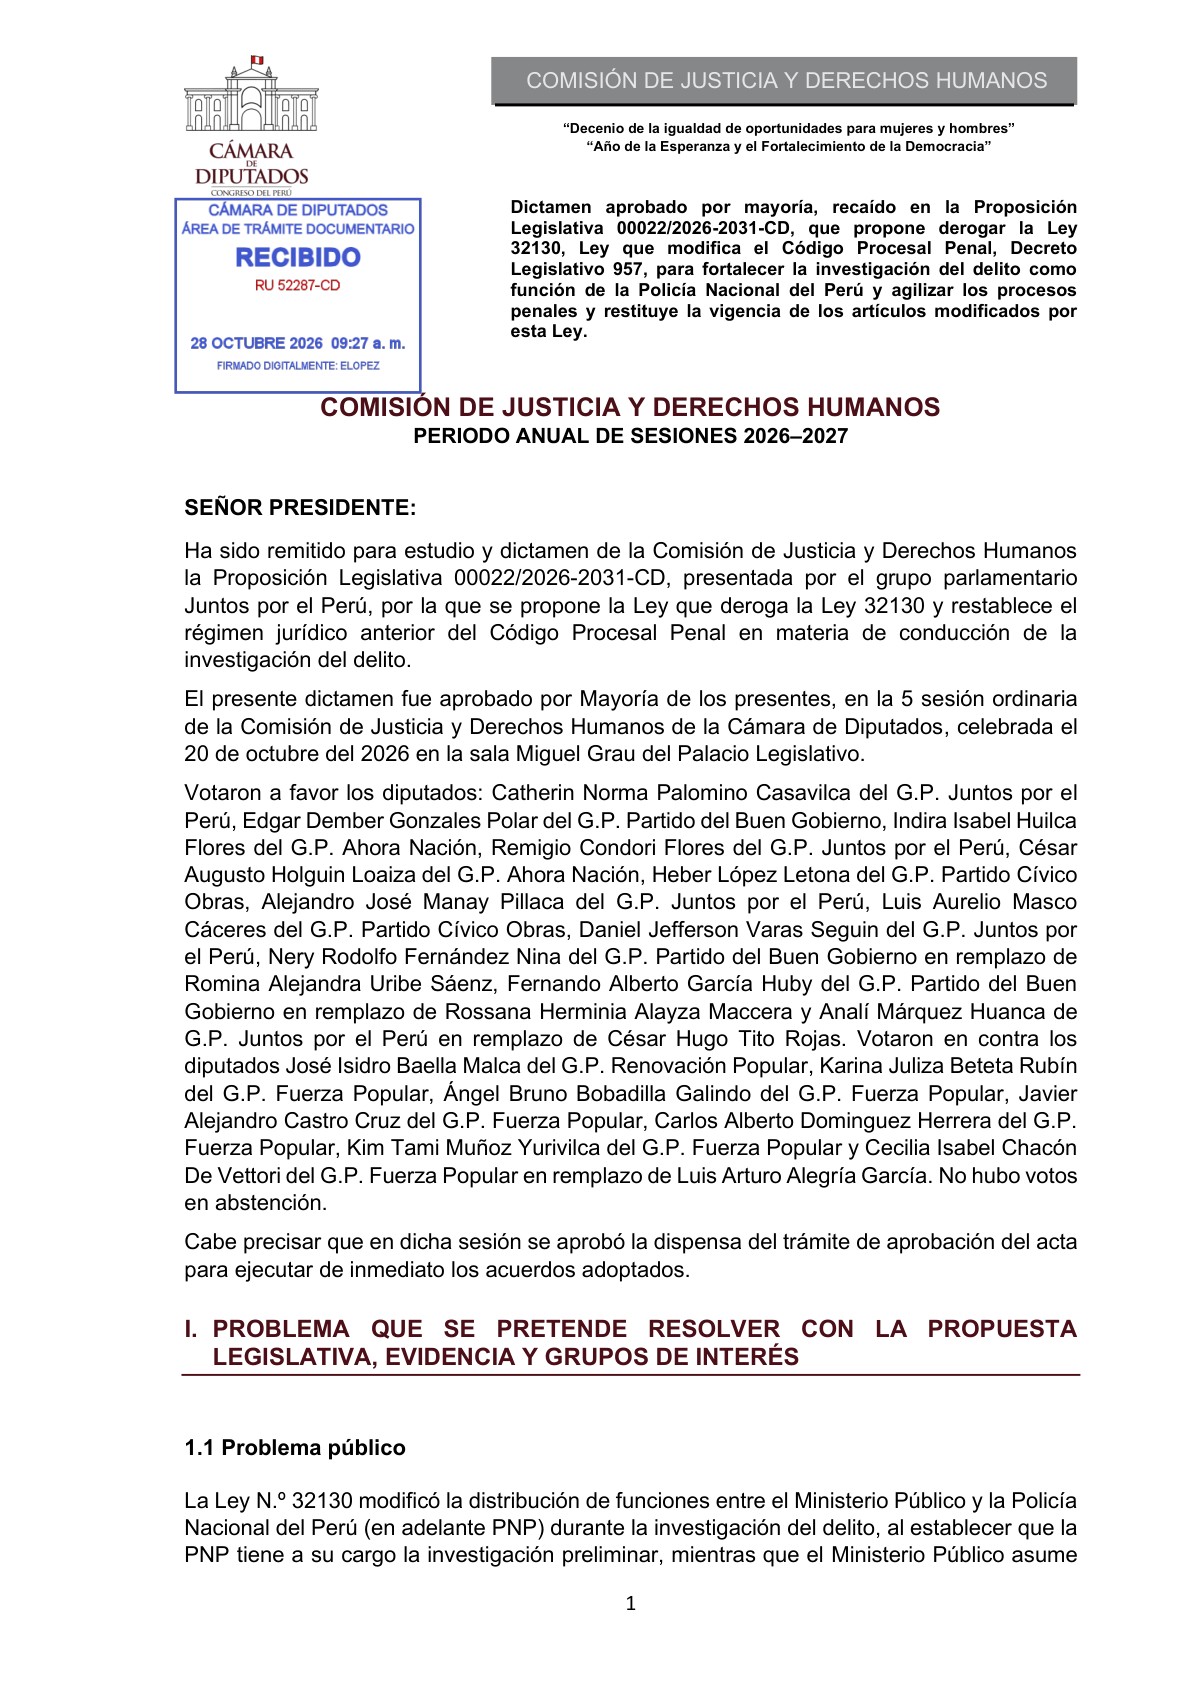 COMISIÓN DE JUSTICIA Y DERECHOS HUMANOS
“Decenio de la igualdad de oportunidades para mujeres y hombres”
“Año de la Esperanza y el Fortalecimiento de la Democracia”
CÁMARA
DE
DIPUTADOS
CONGRESO DEL PERÚ
CÁMARA DE DIPUTADOS
ÁREA DE TRÁMITE DOCUMENTARIO
RECIBIDO
RU 52287-CD
28 OCTUBRE 2026 09:27 a. m.
FIRMADO DIGITALMENTE: ELOPEZ
Dictamen aprobado por mayoría, recaído en la Proposición
Legislativa 00022/2026-2031-CD, que propone derogar la Ley
32130, Ley que modifica el Código Procesal Penal, Decreto
Legislativo 957, para fortalecer la investigación del delito como
función de la Policía Nacional del Perú y agilizar los procesos
penales y restituye la vigencia de los artículos modificados por
esta Ley.
COMISIÓN DE JUSTICIA Y DERECHOS HUMANOS
PERIODO ANUAL DE SESIONES 2026–2027
SEÑOR PRESIDENTE:
Ha sido remitido para estudio y dictamen de la Comisión de Justicia y Derechos Humanos
la Proposición Legislativa 00022/2026-2031-CD, presentada por el grupo parlamentario
Juntos por el Perú, por la que se propone la Ley que deroga la Ley 32130 y restablece el
régimen jurídico anterior del Código Procesal Penal en materia de conducción de la
investigación del delito.
El presente dictamen fue aprobado por Mayoría de los presentes, en la 5 sesión ordinaria
de la Comisión de Justicia y Derechos Humanos de la Cámara de Diputados, celebrada el
20 de octubre del 2026 en la sala Miguel Grau del Palacio Legislativo.
Votaron a favor los diputados: Catherin Norma Palomino Casavilca del G.P. Juntos por el
Perú, Edgar Dember Gonzales Polar del G.P. Partido del Buen Gobierno, Indira Isabel Huilca
Flores del G.P. Ahora Nación, Remigio Condori Flores del G.P. Juntos por el Perú, César
Augusto Holguin Loaiza del G.P. Ahora Nación, Heber López Letona del G.P. Partido Cívico
Obras, Alejandro José Manay Pillaca del G.P. Juntos por el Perú, Luis Aurelio Masco
Cáceres del G.P. Partido Cívico Obras, Daniel Jefferson Varas Seguin del G.P. Juntos por
el Perú, Nery Rodolfo Fernández Nina del G.P. Partido del Buen Gobierno en remplazo de
Romina Alejandra Uribe Sáenz, Fernando Alberto García Huby del G.P. Partido del Buen
Gobierno en remplazo de Rossana Herminia Alayza Maccera y Analí Márquez Huanca de
G.P. Juntos por el Perú en remplazo de César Hugo Tito Rojas. Votaron en contra los
diputados José Isidro Baella Malca del G.P. Renovación Popular, Karina Juliza Beteta Rubín
del G.P. Fuerza Popular, Ángel Bruno Bobadilla Galindo del G.P. Fuerza Popular, Javier
Alejandro Castro Cruz del G.P. Fuerza Popular, Carlos Alberto Dominguez Herrera del G.P.
Fuerza Popular, Kim Tami Muñoz Yurivilca del G.P. Fuerza Popular y Cecilia Isabel Chacón
De Vettori del G.P. Fuerza Popular en remplazo de Luis Arturo Alegría García. No hubo votos
en abstención.
Cabe precisar que en dicha sesión se aprobó la dispensa del trámite de aprobación del acta
para ejecutar de inmediato los acuerdos adoptados.
I. PROBLEMA QUE SE PRETENDE RESOLVER CON LA PROPUESTA
LEGISLATIVA, EVIDENCIA Y GRUPOS DE INTERÉS
1.1 Problema público
La Ley N.º 32130 modificó la distribución de funciones entre el Ministerio Público y la Policía
Nacional del Perú (en adelante PNP) durante la investigación del delito, al establecer que la
PNP tiene a su cargo la investigación preliminar, mientras que el Ministerio Público asume
1